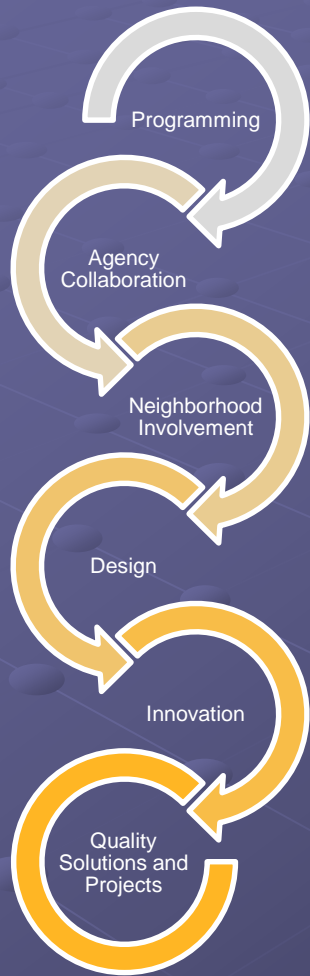 Programming
Agency
Collaboration
Neighborhood
Involvement
Design
Innovation
Quality
Solutions and
Projects